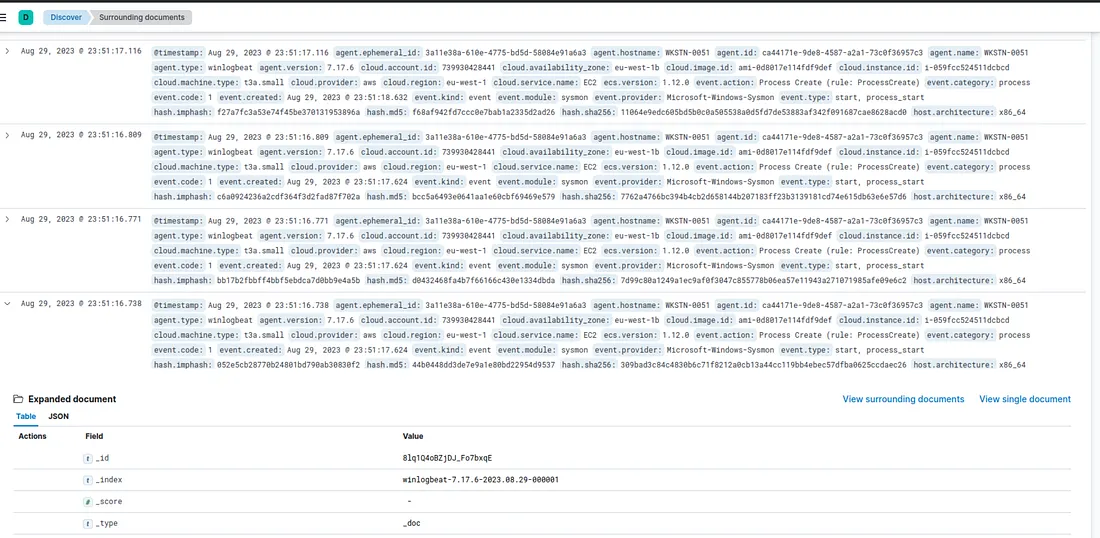 D Discover Surrounding documents
Aug 29, 2023 @ 23:51:17.116 @timestamp: Aug 29, 2023 @ 23:51:17.116 agent.ephemeral_id: 3a11e38a-610e-4775-bd5d-58084e91a6a3 agent.hostname: WKSTN-0051 agent.id: ca44171e-9de8-4587-a2a1-73c0f36957c3 agent.name: WKSTN-0051
agent.type: winlogbeat agent.version: 7.17.6 cloud.account.id: 739930428441 cloud.availability_zone: eu-west-1b cloud.image.id: ami-0d8017e114fdf9def cloud.instance.id: i-059fcc524511dcbcd
cloud.machine.type: t3a.small cloud.provider: aws cloud.region: eu-west-1 cloud.service.name: EC2 ecs.version: 1.12.0 event.action: Process Create (rule: ProcessCreate) event.category: process
event.code: 1 event.created: Aug 29, 2023 @ 23:51:18.632 event.kind: event event.module: sysmon event.provider: Microsoft-Windows-Sysmon event.type: start, process_start
hash.imphash: f27a7fc3a53e74f45be370131953896a hash.md5: f68af942fd7ccc0e7bab1a2335d2ad26 hash.sha256: 11064e9edc605bd5b0c0a505538a0d5fd7de53883af342f091687cae8628acd0 host.architecture: x86_64
Aug 29, 2023 @ 23:51:16.809 @timestamp: Aug 29, 2023 @ 23:51:16.809 agent.ephemeral_id: 3a11e38a-610e-4775-bd5d-58084e91a6a3 agent.hostname: WKSTN-0051 agent.id: ca44171e-9de8-4587-a2a1-73c0f36957c3 agent.name: WKSTN-0051
agent.type: winlogbeat agent.version: 7.17.6 cloud.account.id: 739930428441 cloud.availability_zone: eu-west-1b cloud.image.id: ami-0d8017e114fdf9def cloud.instance.id: i-059fcc524511dcbcd
cloud.machine.type: t3a.small cloud.provider: aws cloud.region: eu-west-1 cloud.service.name: EC2 ecs.version: 1.12.0 event.action: Process Create (rule: ProcessCreate) event.category: process
event.code: 1 event.created: Aug 29, 2023 @ 23:51:17.624 event.kind: event event.module: sysmon event.provider: Microsoft-Windows-Sysmon event.type: start, process_start
hash.imphash: c6a0924236a2cdf364f3d2fad87f702a hash.md5: bcc5a6493e0641aa1e60cbf69469e579 hash.sha256: 7762a4766bc394b4cb2d658144b207183ff23b3139181cd74e615db63e6e57d6 host.architecture: x86_64
Aug 29, 2023 @ 23:51:16.771 @timestamp: Aug 29, 2023 @ 23:51:16.771 agent.ephemeral_id: 3a11e38a-610e-4775-bd5d-58084e91a6a3 agent.hostname: WKSTN-0051 agent.id: ca44171e-9de8-4587-a2a1-73c0f36957c3 agent.name: WKSTN-0051
agent.type: winlogbeat agent.version: 7.17.6 cloud.account.id: 739930428441 cloud.availability_zone: eu-west-1b cloud.image.id: ami-0d8017e114fdf9def cloud.instance.id: i-059fcc524511dcbcd
cloud.machine.type: t3a.small cloud.provider: aws cloud.region: eu-west-1 cloud.service.name: EC2 ecs.version: 1.12.0 event.action: Process Create (rule: ProcessCreate) event.category: process
event.code: 1 event.created: Aug 29, 2023 @ 23:51:17.624 event.kind: event event.module: sysmon event.provider: Microsoft-Windows-Sysmon event.type: start, process_start
hash.imphash: bb17b2fbbff4bbf5ebdca7d0bb9e4a5b hash.md5: d0432468fa4b7f66166c430e1334dbda hash.sha256: 7d99c80a1249a1ec9af0f3047c855778b06ea57e11943a271071985afe09e6c2 host.architecture: x86_64
Aug 29, 2023 @ 23:51:16.738 @timestamp: Aug 29, 2023 @ 23:51:16.738 agent.ephemeral_id: 3a11e38a-610e-4775-bd5d-58084e91a6a3 agent.hostname: WKSTN-0051 agent.id: ca44171e-9de8-4587-a2a1-73c0f36957c3 agent.name: WKSTN-0051
agent.type: winlogbeat agent.version: 7.17.6 cloud.account.id: 739930428441 cloud.availability_zone: eu-west-1b cloud.image.id: ami-0d8017e114fdf9def cloud.instance.id: i-059fcc524511dcbcd
cloud.machine.type: t3a.small cloud.provider: aws cloud.region: eu-west-1 cloud.service.name: EC2 ecs.version: 1.12.0 event.action: Process Create (rule: ProcessCreate) event.category: process
event.code: 1 event.created: Aug 29, 2023 @ 23:51:17.624 event.kind: event event.module: sysmon event.provider: Microsoft-Windows-Sysmon event.type: start, process_start
hash.imphash: 052e5cb28770b24801bd790ab30830f2 hash.md5: 44b0448dd3de7e9a1e80bd22954d9537 hash.sha256: 309bad3c84c4830b6c71f8212a0cb13a44cc119bb4ebec57dfba0625ccdaec26 host.architecture: x86_64
Expanded document View surrounding documents View single document
Table JSON
Actions Field Value
t _id 8lq1Q4oBZjDJ_Fo7bxqE
t _index winlogbeat-7.17.6-2023.08.29-000001
# _score -
t _type _doc